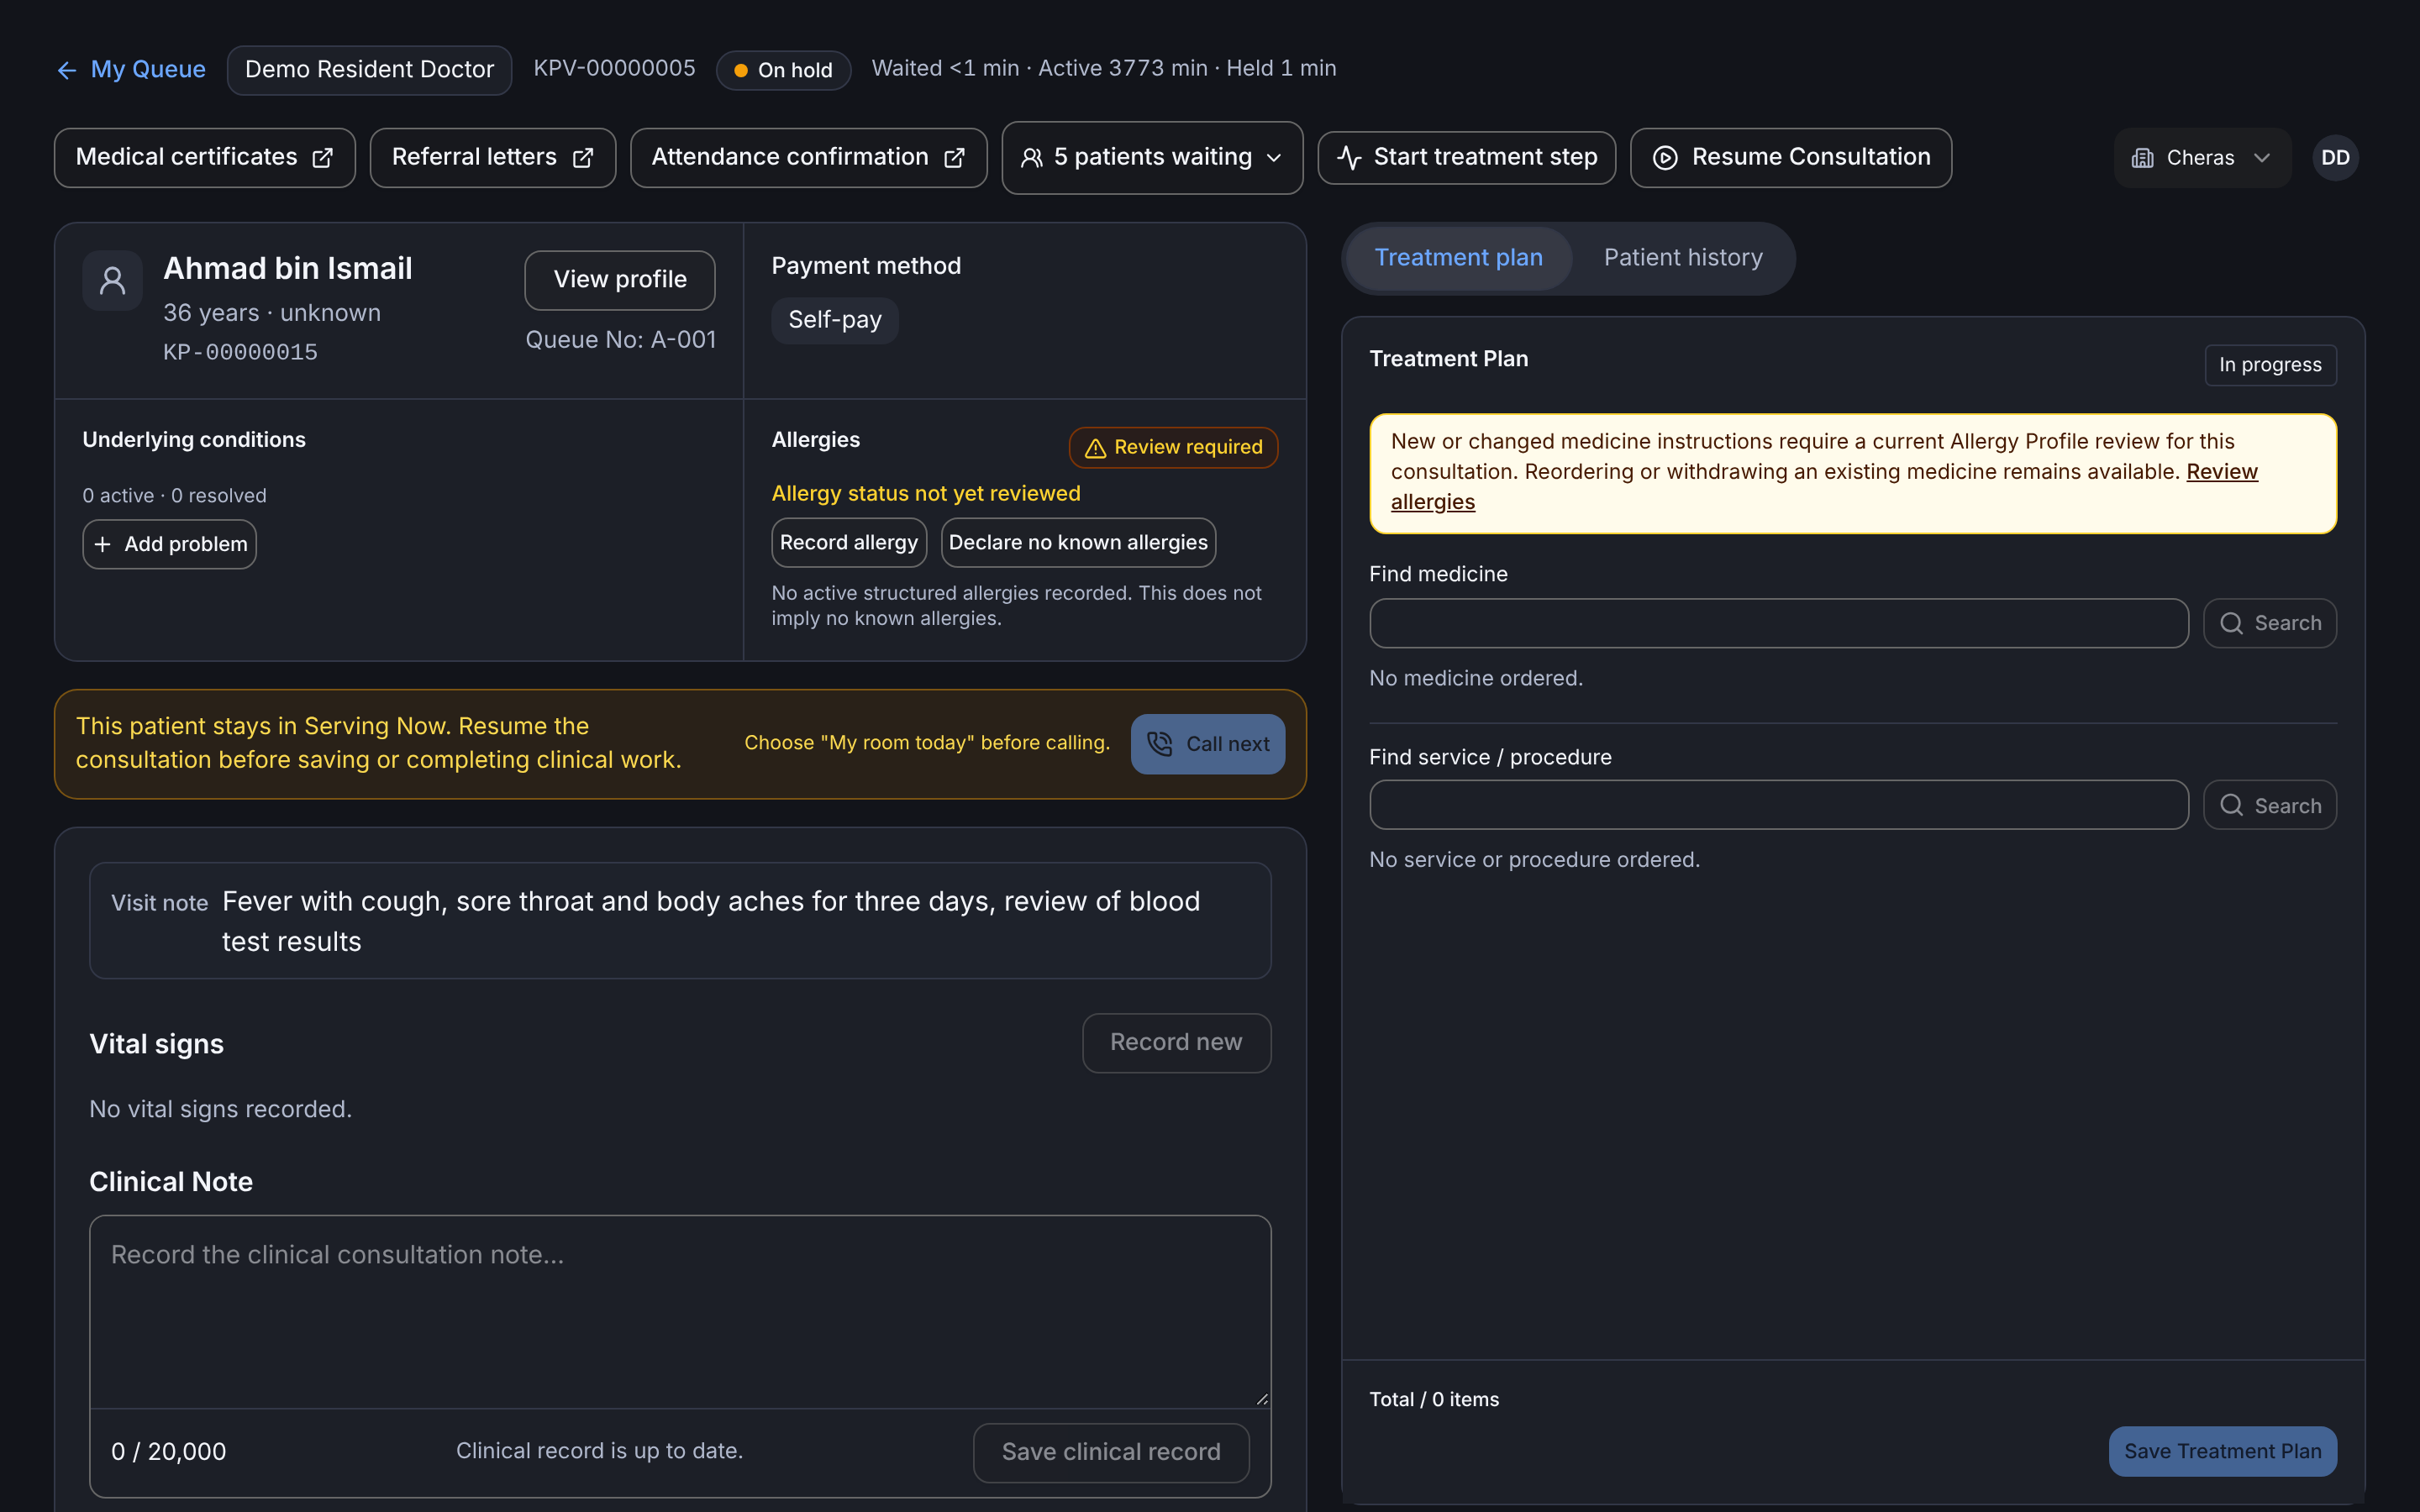 My Queue
Demo Resident Doctor
KPV-00000005
On hold
Waited <1 min · Active 3773 min · Held 1 min
Medical certificates
Referral letters
Attendance confirmation
5 patients waiting
Start treatment step
Resume Consultation
Cheras
DD
Ahmad bin Ismail
36 years · unknown
KP-00000015
View profile
Queue No: A-001
Payment method
Self-pay
Underlying conditions
0 active · 0 resolved
Add problem
Allergies
Review required
Allergy status not yet reviewed
Record allergy
Declare no known allergies
No active structured allergies recorded. This does not
imply no known allergies.
This patient stays in Serving Now. Resume the
consultation before saving or completing clinical work.
Choose "My room today" before calling.
Call next
Visit note
Fever with cough, sore throat and body aches for three days, review of blood
test results
Vital signs
Record new
No vital signs recorded.
Clinical Note
Record the clinical consultation note...
0 / 20,000
Clinical record is up to date.
Save clinical record
Treatment plan
Patient history
Treatment Plan
In progress
New or changed medicine instructions require a current Allergy Profile review for this
consultation. Reordering or withdrawing an existing medicine remains available. Review
allergies
Find medicine
Search
No medicine ordered.
Find service / procedure
Search
No service or procedure ordered.
Total / 0 items
Save Treatment Plan